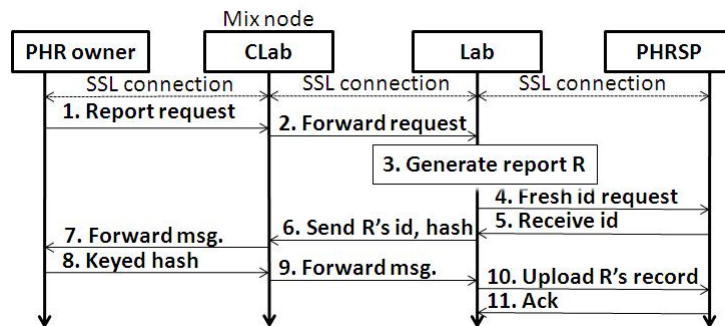 Mix node
PHR owner
CLab
Lab
PHRSP
SSL connection
SSL connection
SSL connection
1. Report request
2. Forward request
3. Generate report R
4. Fresh id request
5. Receive id
6. Send R's id, hash
7. Forward msg.
8. Keyed hash
9. Forward msg.
10. Upload R's record
11. Ack